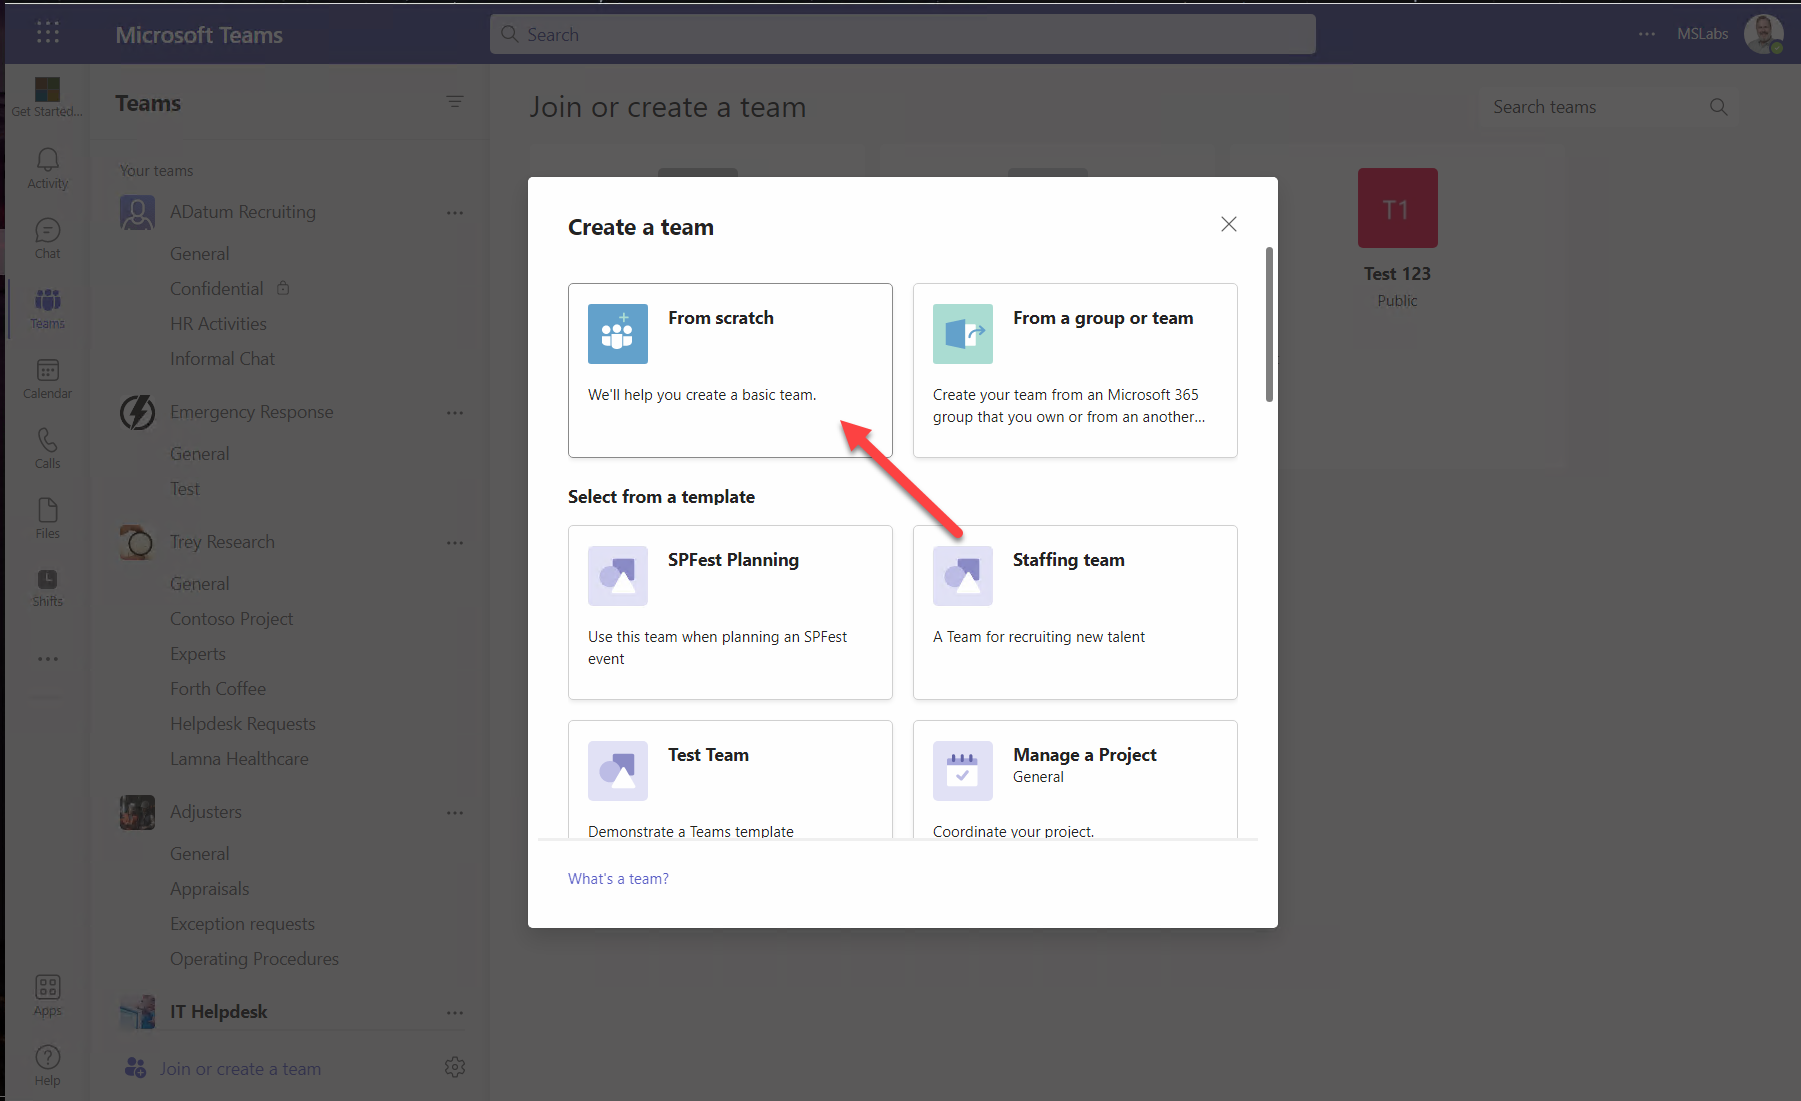 Microsoft Teams
Search
MSLabs
Get Started...
Activity
Chat
Teams
Calendar
Calls
Files
Shifts
Apps
Help
Teams
Your teams
ADatum Recruiting
General
Confidential
HR Activities
Informal Chat
Emergency Response
General
Test
Trey Research
General
Contoso Project
Experts
Forth Coffee
Helpdesk Requests
Lamna Healthcare
Adjusters
General
Appraisals
Exception requests
Operating Procedures
IT Helpdesk
Join or create a team
Join or create a team
Search teams
T1
Test 123
Public
Create a team
From scratch
We'll help you create a basic team.
From a group or team
Create your team from an Microsoft 365
group that you own or from an another...
Select from a template
SPFest Planning
Use this team when planning an SPFest
event
Staffing team
A Team for recruiting new talent
Test Team
Demonstrate a Teams template
Manage a Project
General
Coordinate your project.
What's a team?